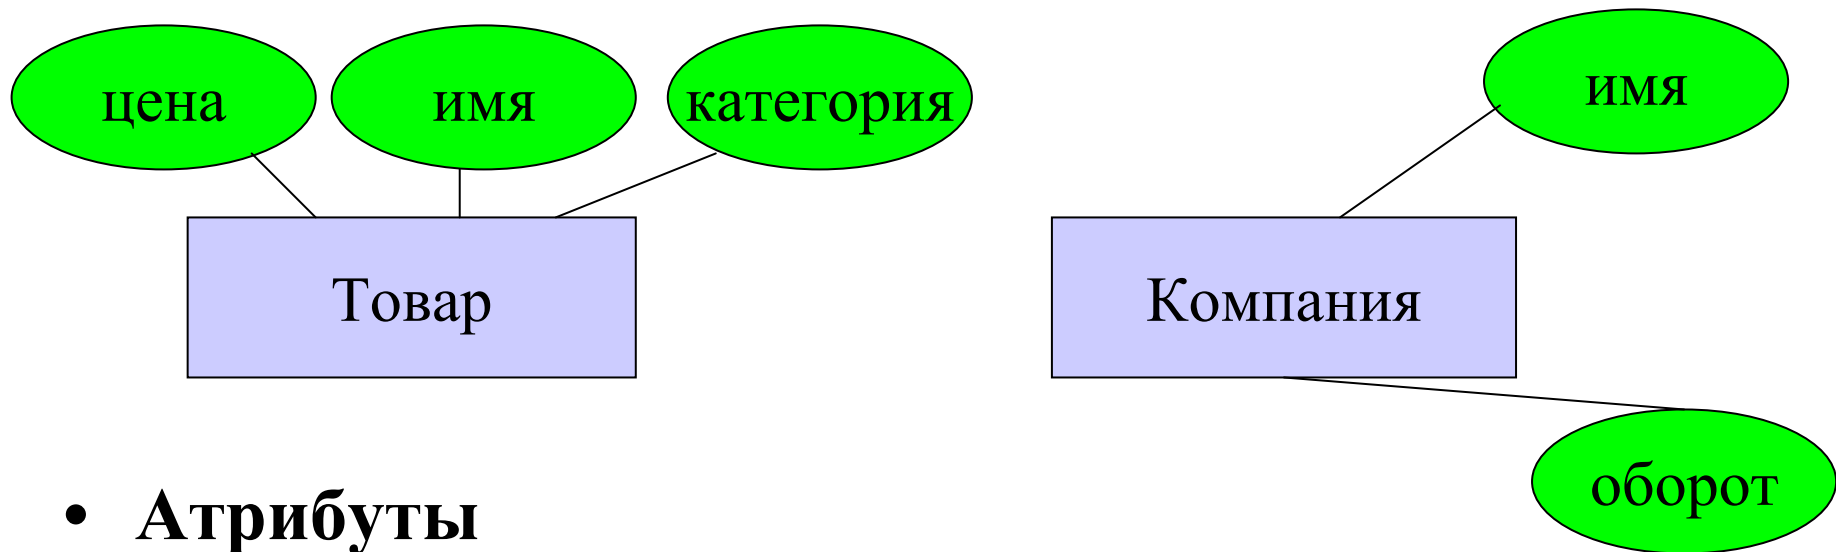 цена
имя
категория
имя
Товар
Компания
оборот
• Атрибуты